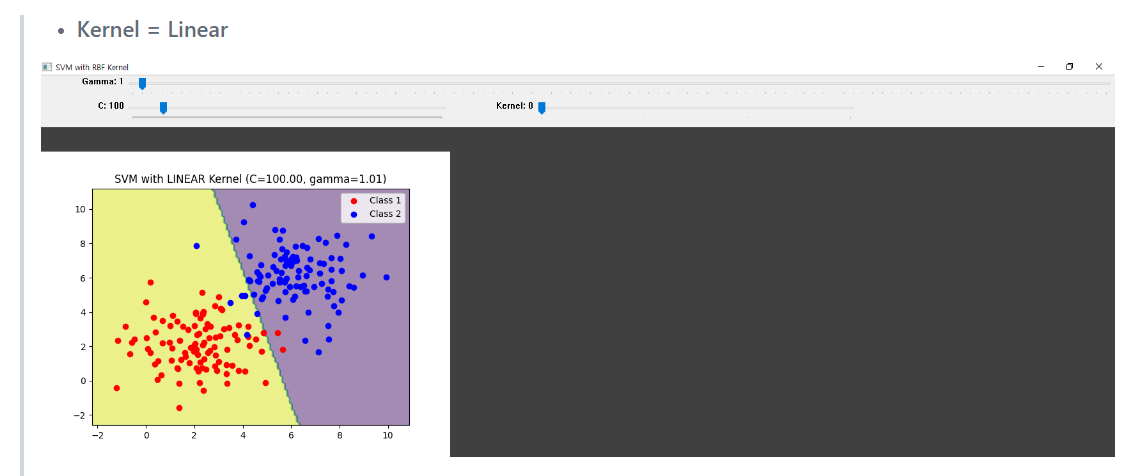 • Kernel = Linear
SVM with RBF Kernel
Gamma: 1
C: 100
Kernel: 0
SVM with LINEAR Kernel (C=100.00, gamma=1.01)
Class 1
Class 2
10
8
6
4
2
0
−2
−2 0 2 4 6 8 10